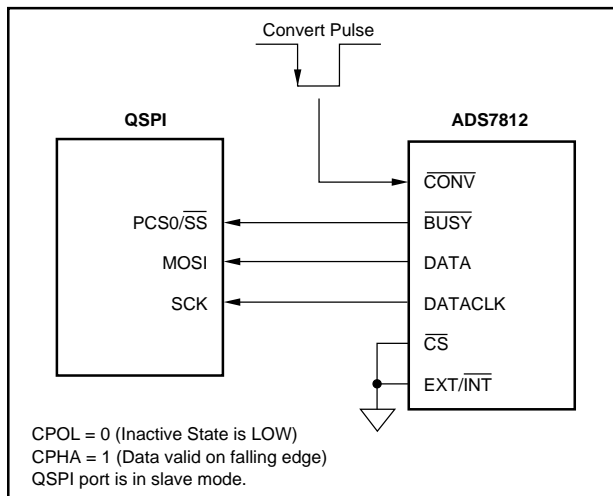 Convert Pulse
QSPI
ADS7812
CONV
PCS0/SS
BUSY
MOSI
DATA
SCK
DATACLK
CS
EXT/INT
CPOL = 0 (Inactive State is LOW)
CPHA = 1 (Data valid on falling edge)
QSPI port is in slave mode.